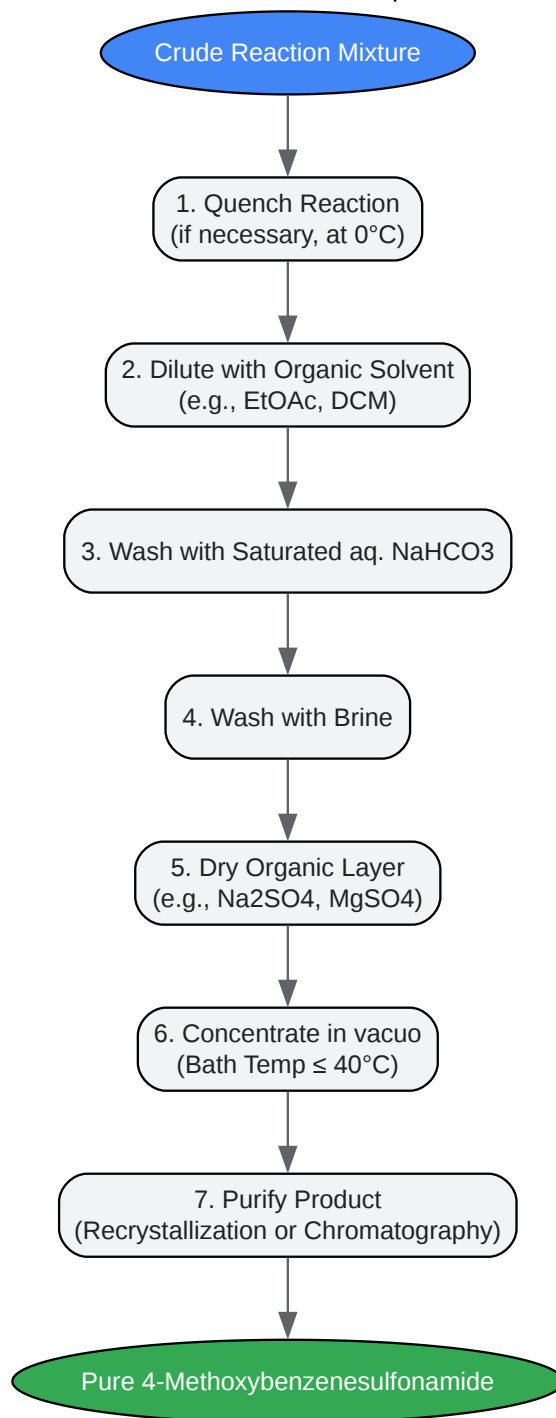 Crude Reaction Mixture
1. Quench Reaction
(if necessary, at 0°C)
2. Dilute with Organic Solvent
(e.g., EtOAc, DCM)
3. Wash with Saturated aq. NaHCO3
4. Wash with Brine
5. Dry Organic Layer
(e.g., Na2SO4, MgSO4)
6. Concentrate in vacuo
(Bath Temp ≤ 40°C)
7. Purify Product
(Recrystallization or Chromatography)
Pure 4-Methoxybenzenesulfonamide